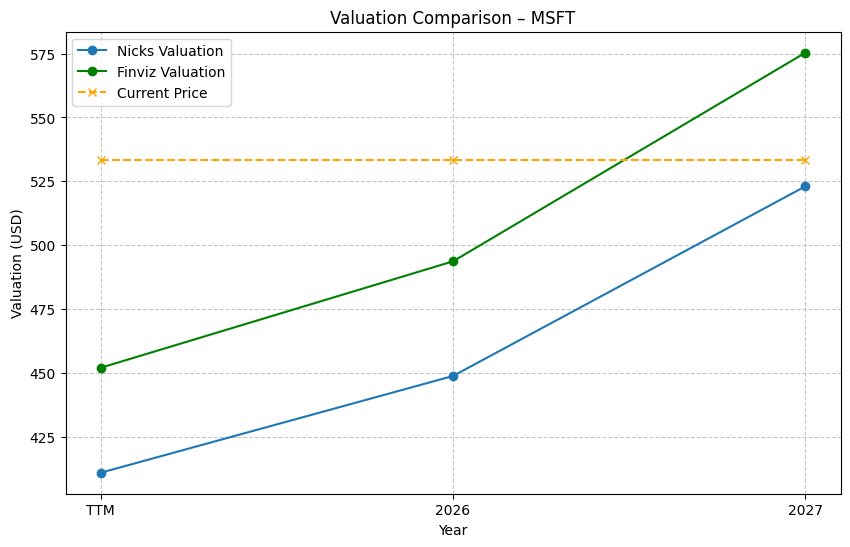 Valuation Comparison – MSFT
Nicks Valuation
Finviz Valuation
Current Price
Valuation (USD)
575
550
525
500
475
450
425
TTM
2026
2027
Year